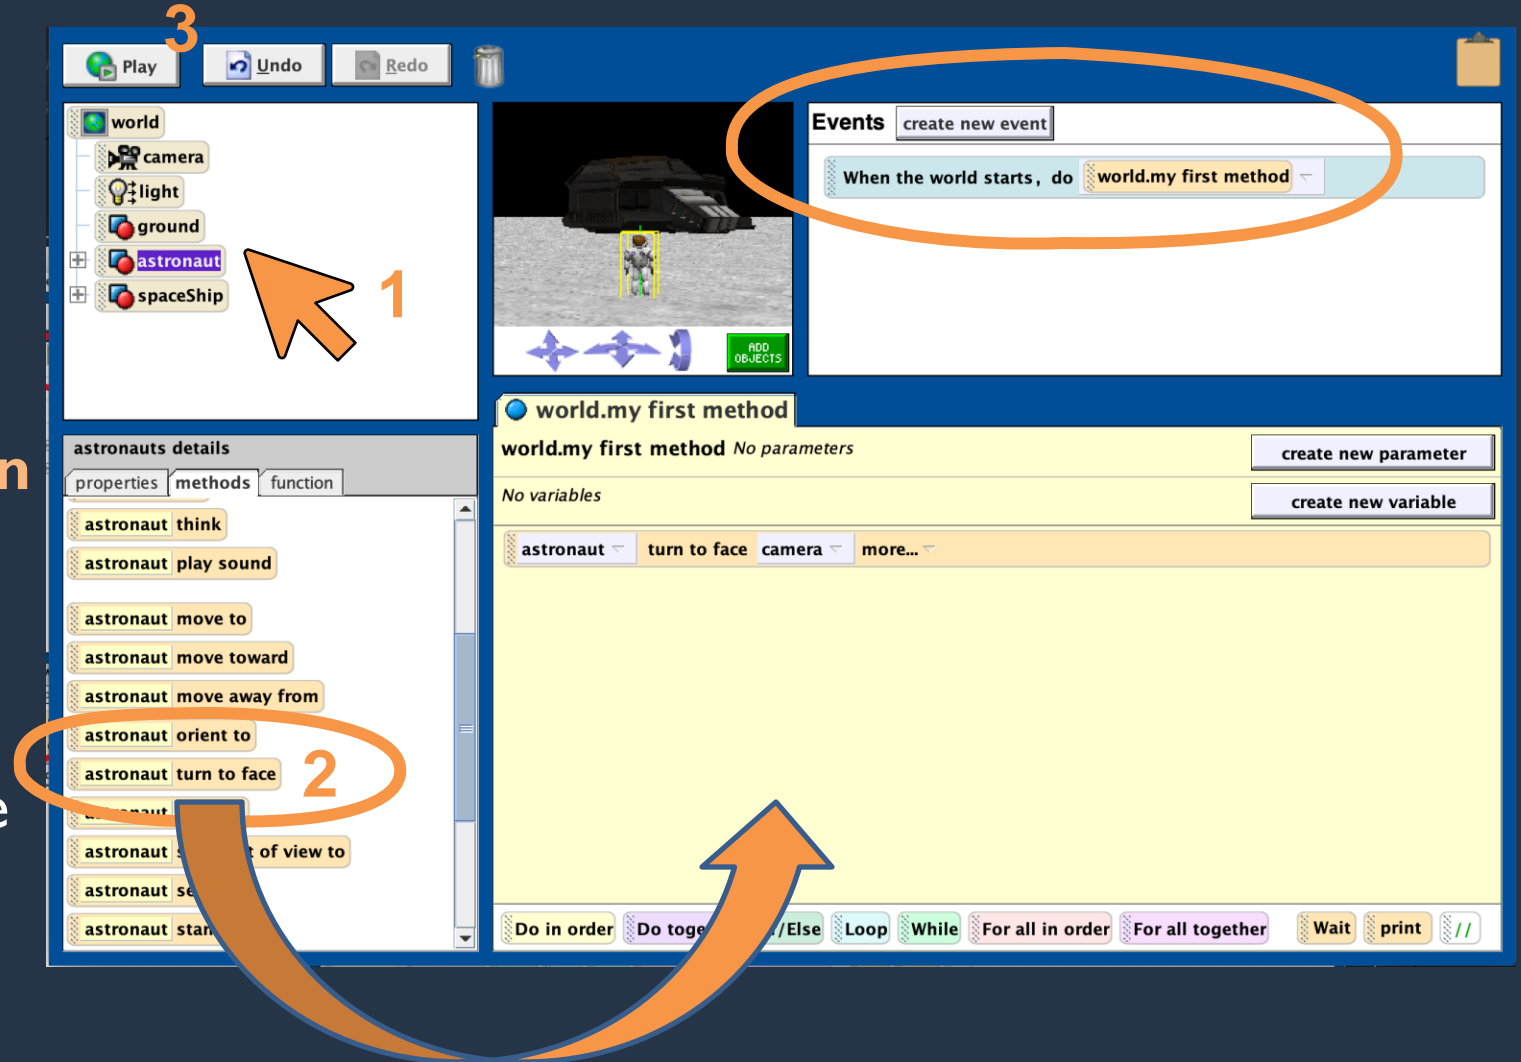 3
Play
Undo
Redo
world
camera
light
ground
astronaut
spaceShip
1
ADD
OBJECTS
Events
create new event
When the world starts, do world.my first method
astronauts details
properties methods function
astronaut think
astronaut play sound
astronaut move to
astronaut move toward
astronaut move away from
astronaut orient to
astronaut turn to face
2
astronaut
astronaut of view to
astronaut
astronaut
n
e
world.my first method
world.my first method No parameters
create new parameter
No variables
create new variable
astronaut turn to face camera more...
Do in order
Do
/Else
Loop
While
For all in order
For all together
Wait
print
//